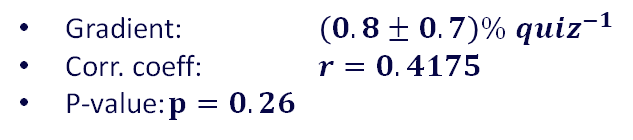 • Gradient: (0.8 ± 0.7)% quiz⁻¹
• Corr. coeff: r = 0.4175
• P-value: p = 0.26